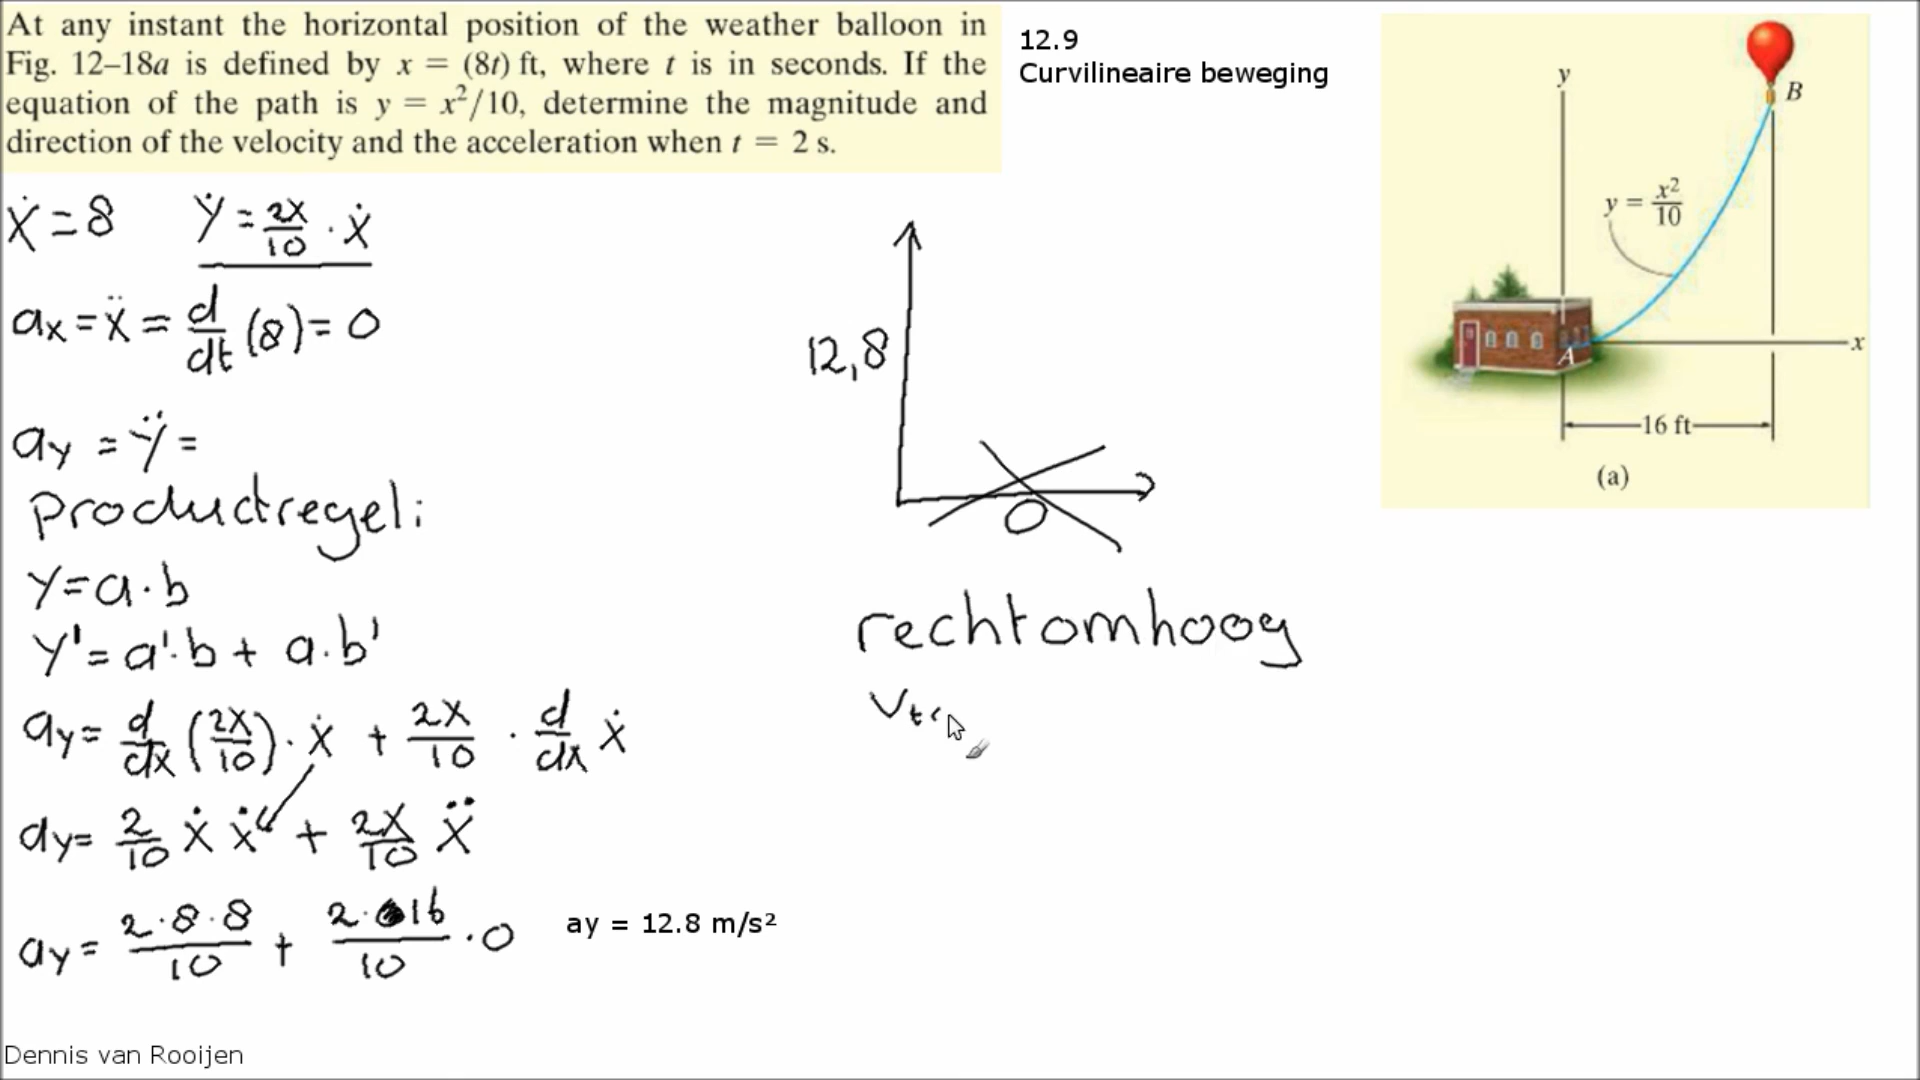 At any instant the horizontal position of the weather balloon in
Fig. 12–18a is defined by x = (8t) ft, where t is in seconds. If the
equation of the path is y = x²/10, determine the magnitude and
direction of the velocity and the acceleration when t = 2 s.
12.9
Curvilineaire beweging
ẋ = 8   ẏ = 2x/10 · ẋ
ax = ẍ = d/dt (8) = 0
ay = ÿ =
productregel:
y = a · b
y' = a' · b + a · b'
ay = d/dx (2x/10) · ẋ + 2x/10 · d/dx ẋ
ay = 2/10 ẋ ẋ + 2x/10 ẍ
ay = 2·8·8/10 + 2·16/10 · 0
ay = 12.8 m/s²
12,8
0
rechtomhoog
y
B
y = x²/10
A
x
16 ft
(a)
Dennis van Rooijen